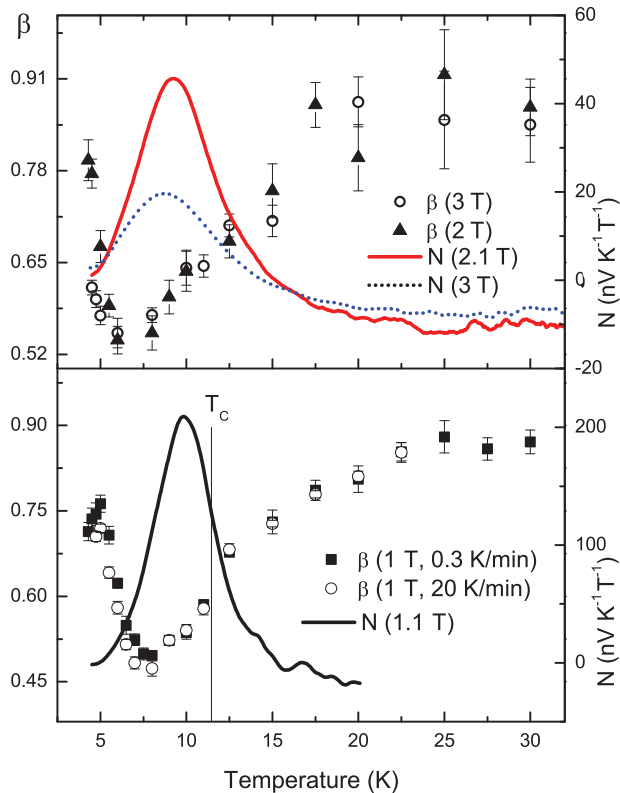 β
60
0.91
40
0.78
20
β (3 T)
β (2 T)
N (2.1 T)
N (3 T)
0.65
0
0.52
-20
N (nV K⁻¹T⁻¹)
T_C
0.90
200
0.75
100
β (1 T, 0.3 K/min)
β (1 T, 20 K/min)
N (1.1 T)
0.60
0.45
0
N (nV K⁻¹T⁻¹)
5 10 15 20 25 30
Temperature (K)